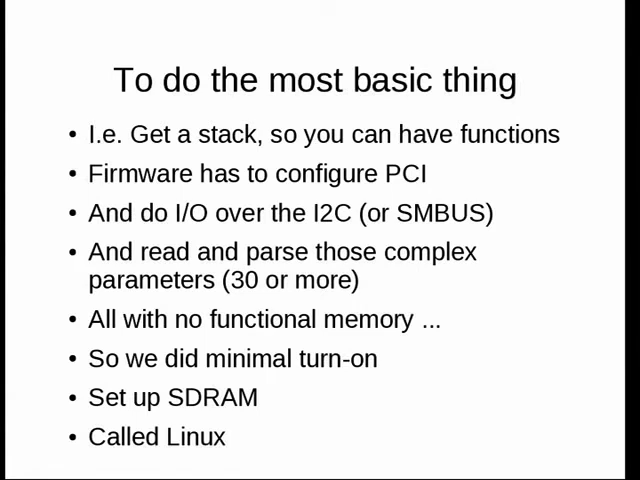 To do the most basic thing
• I.e. Get a stack, so you can have functions
• Firmware has to configure PCI
• And do I/O over the I2C (or SMBUS)
• And read and parse those complex
parameters (30 or more)
• All with no functional memory ...
• So we did minimal turn-on
• Set up SDRAM
• Called Linux